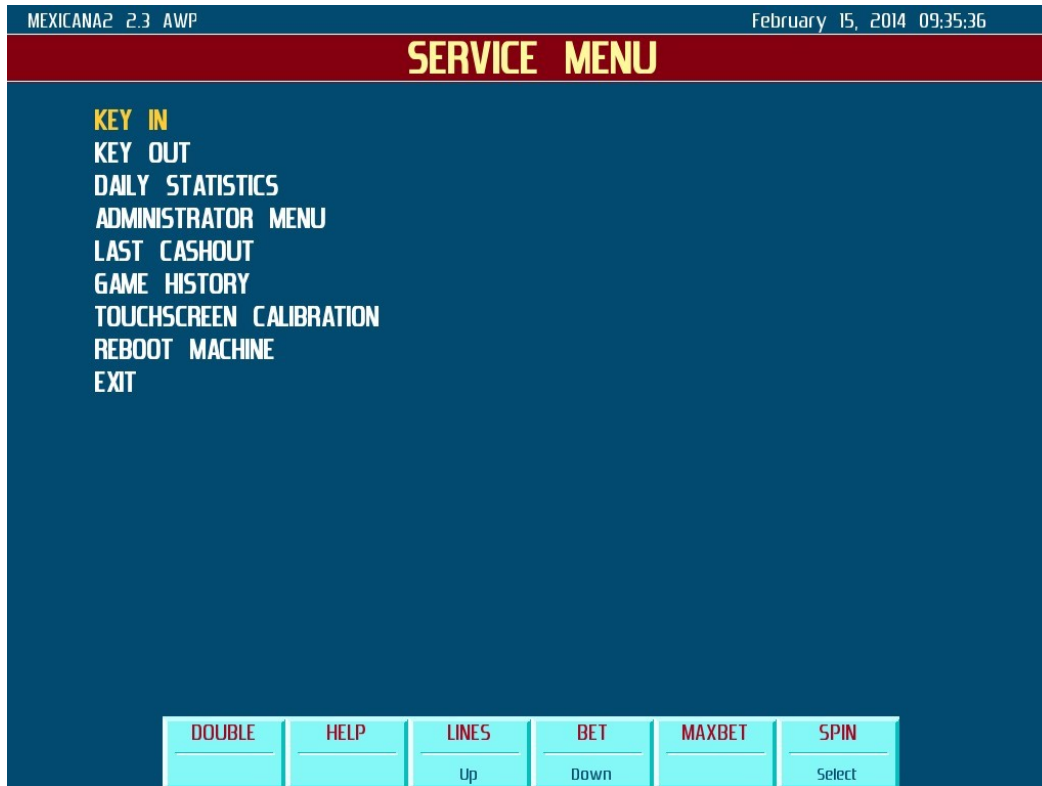 MEXICANA2 2.3 AWP February 15, 2014 09:35:36
SERVICE MENU
KEY IN
KEY OUT
DAILY STATISTICS
ADMINISTRATOR MENU
LAST CASHOUT
GAME HISTORY
TOUCHSCREEN CALIBRATION
REBOOT MACHINE
EXIT
DOUBLE HELP LINES BET MAXBET SPIN
Up Down Select